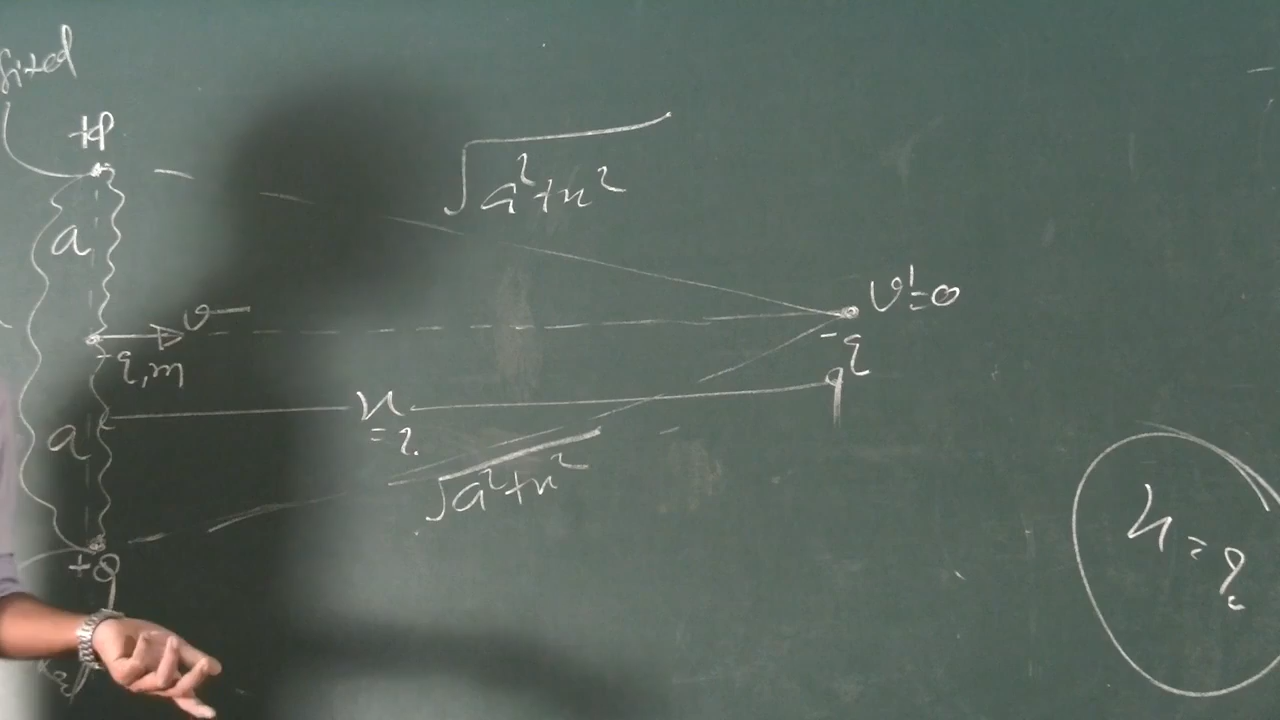 fixed
+Q
√a²+x²
a
v
v'=0
-q,m
-q
x
=?
a
√a²+x²
x=?
+Q